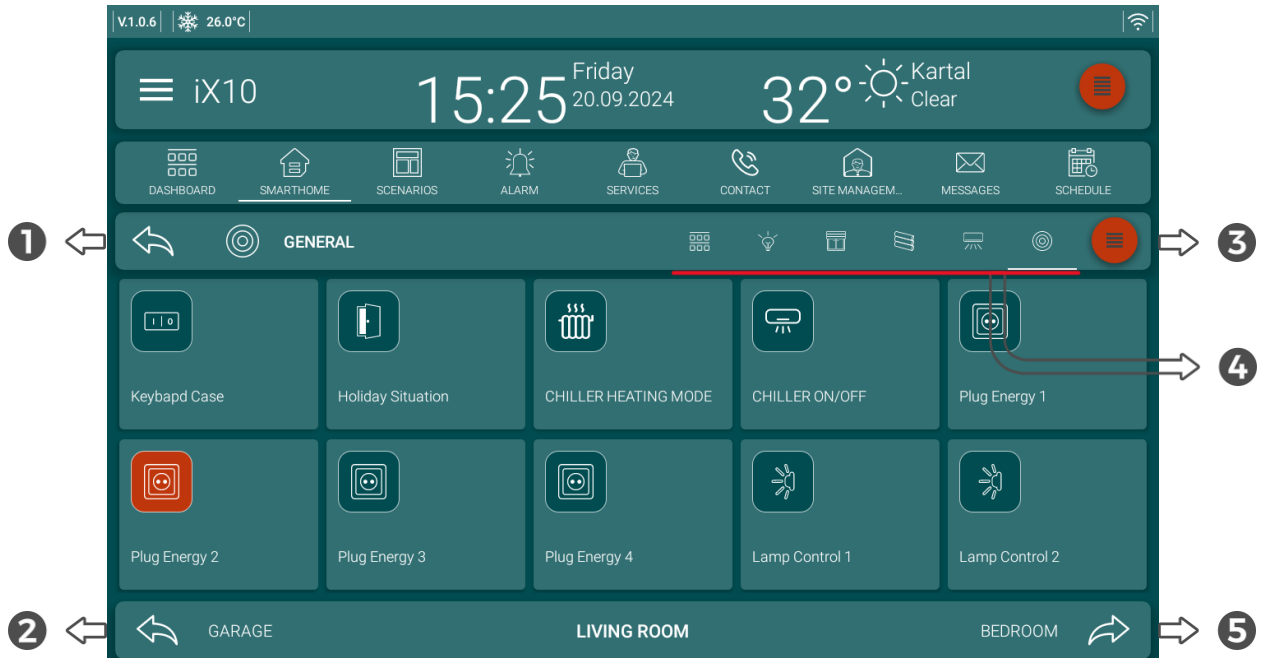 V.1.0.6 26.0°C
iX10 15:25 Friday 20.09.2024 32° Kartal Clear
DASHBOARD SMARTHOME SCENARIOS ALARM SERVICES CONTACT SITE MANAGEM... MESSAGES SCHEDULE
1 GENERAL 3
Keybapd Case Holiday Situation CHILLER HEATING MODE CHILLER ON/OFF Plug Energy 1
4
Plug Energy 2 Plug Energy 3 Plug Energy 4 Lamp Control 1 Lamp Control 2
2 GARAGE LIVING ROOM BEDROOM 5